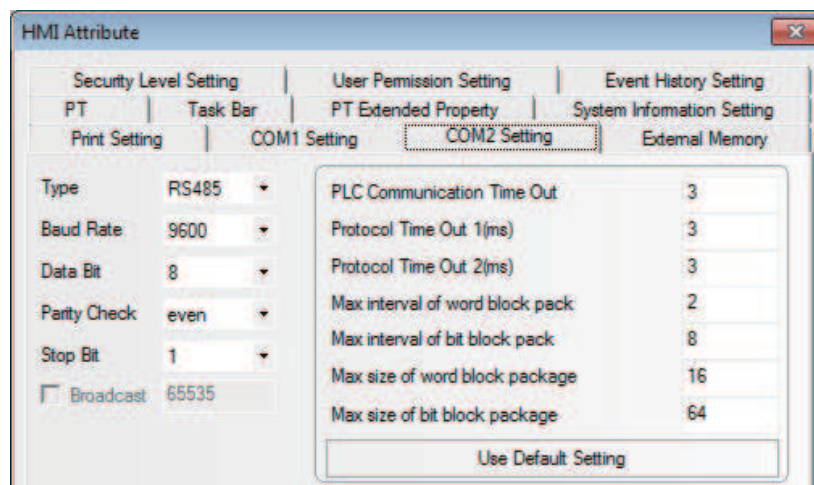 HMI Attribute
Security Level Setting User Permission Setting Event History Setting
PT Task Bar PT Extended Property System Information Setting
Print Setting COM1 Setting COM2 Setting External Memory
Type RS485
Baud Rate 9600
Data Bit 8
Parity Check even
Stop Bit 1
Broadcast 65535
PLC Communication Time Out 3
Protocol Time Out 1(ms) 3
Protocol Time Out 2(ms) 3
Max interval of word block pack 2
Max interval of bit block pack 8
Max size of word block package 16
Max size of bit block package 64
Use Default Setting